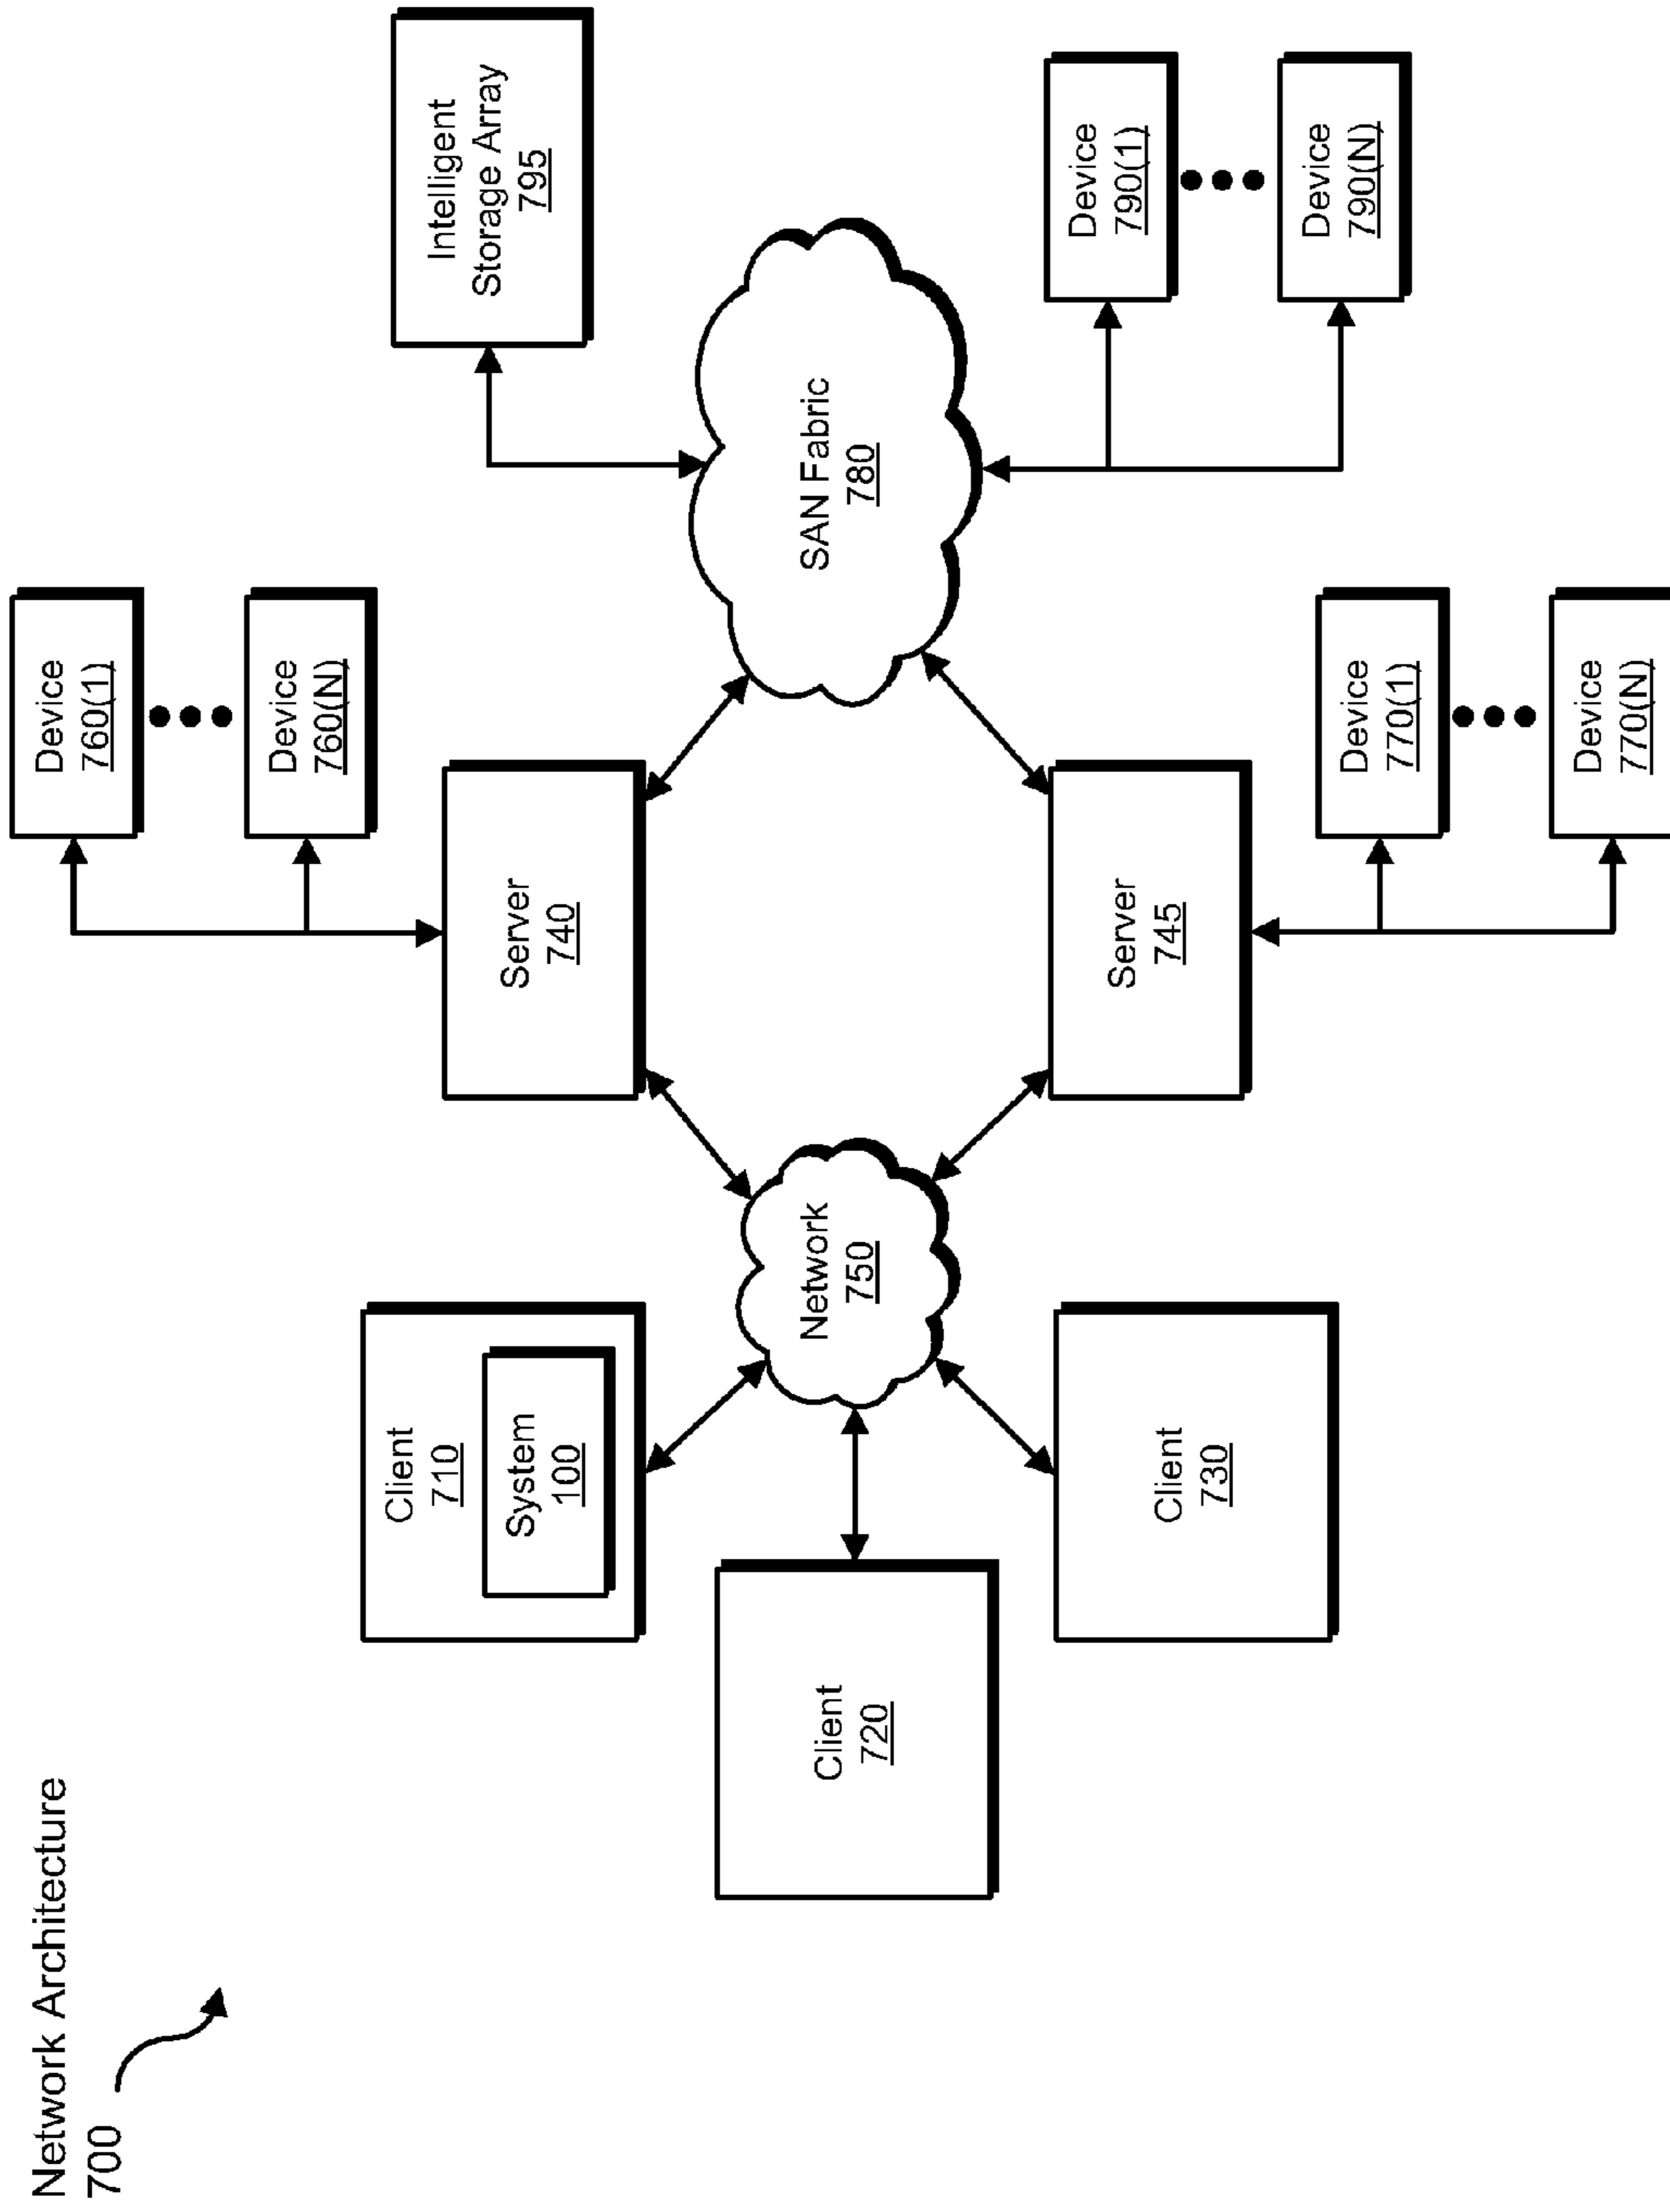 Network Architecture
700
Client
710
System
100
Client
720
Client
730
Network
750
Server
740
Server
745
Device
760(1)
Device
760(N)
Device
770(1)
Device
770(N)
SAN Fabric
780
Intelligent
Storage Array
795
Device
790(1)
Device
790(N)